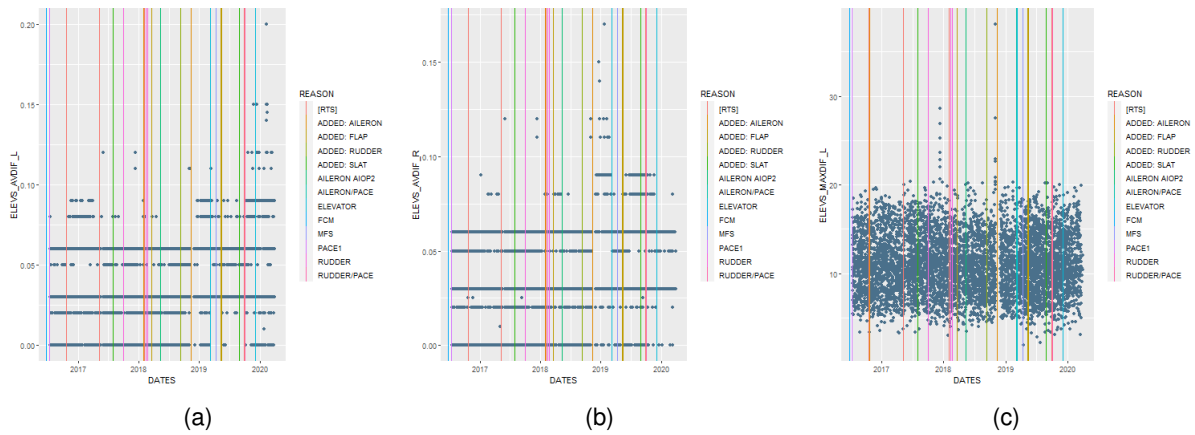 ELEVS_AVDIF_L
0.20
0.15
0.10
0.05
0.00
2017 2018 2019 2020
DATES
REASON
[RTS]
ADDED: AILERON
ADDED: FLAP
ADDED: RUDDER
ADDED: SLAT
AILERON AIOP2
AILERON/PACE
ELEVATOR
FCM
MFS
PACE1
RUDDER
RUDDER/PACE
(a)
ELEVS_AVDIF_R
0.15
0.10
0.05
0.00
2017 2018 2019 2020
DATES
REASON
[RTS]
ADDED: AILERON
ADDED: FLAP
ADDED: RUDDER
ADDED: SLAT
AILERON AIOP2
AILERON/PACE
ELEVATOR
FCM
MFS
PACE1
RUDDER
RUDDER/PACE
(b)
ELEVS_MAXDIF_L
30
20
10
2017 2018 2019 2020
DATES
REASON
[RTS]
ADDED: AILERON
ADDED: FLAP
ADDED: RUDDER
ADDED: SLAT
AILERON AIOP2
AILERON/PACE
ELEVATOR
FCM
MFS
PACE1
RUDDER
RUDDER/PACE
(c)